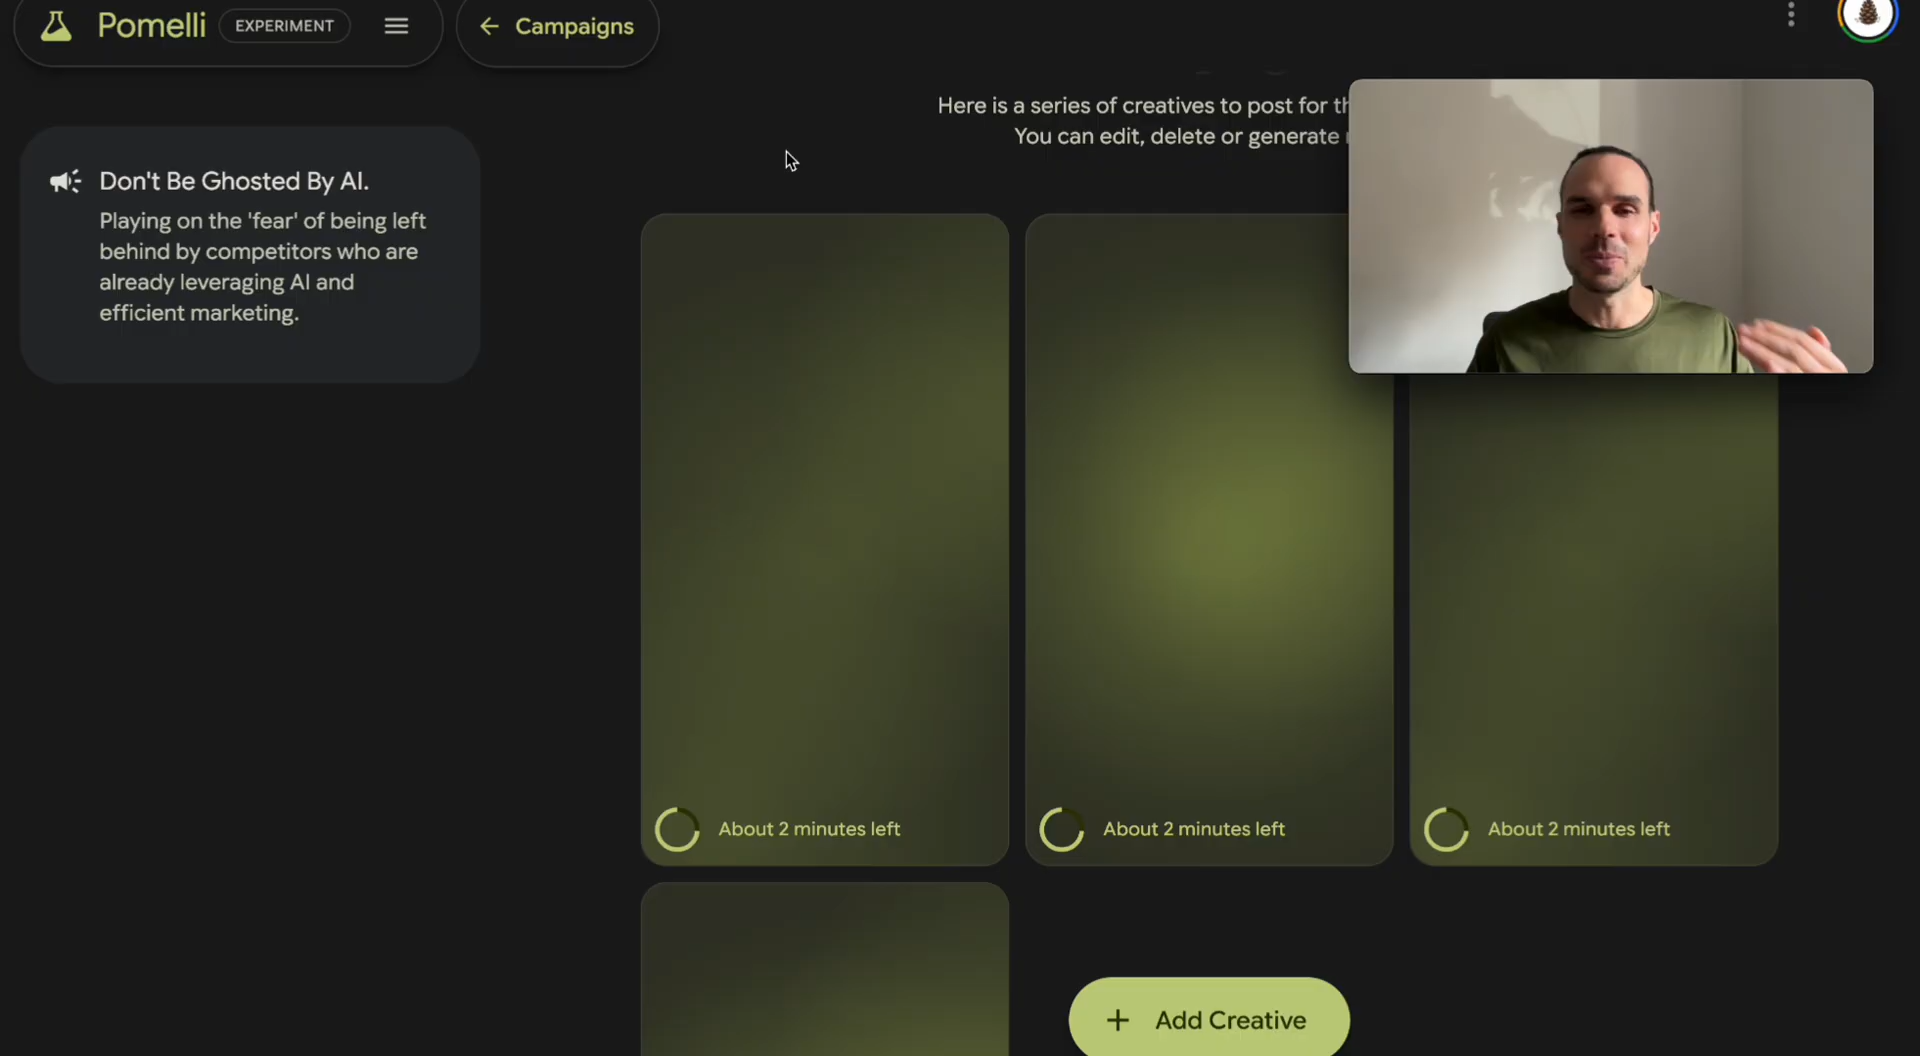 Pomelli
EXPERIMENT
Campaigns
Here is a series of creatives to post for
You can edit, delete or generate
Don't Be Ghosted By AI.
Playing on the 'fear' of being left
behind by competitors who are
already leveraging AI and
efficient marketing.
About 2 minutes left
About 2 minutes left
About 2 minutes left
Add Creative